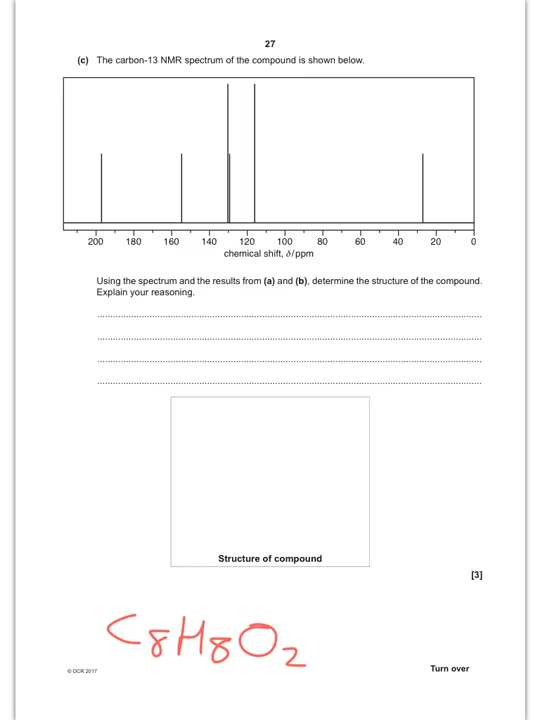 27
(c) The carbon-13 NMR spectrum of the compound is shown below.
200 180 160 140 120 100 80 60 40 20 0
chemical shift, δ/ppm
Using the spectrum and the results from (a) and (b), determine the structure of the compound.
Explain your reasoning.
Structure of compound
[3]
C8H8O2
© OCR 2017
Turn over